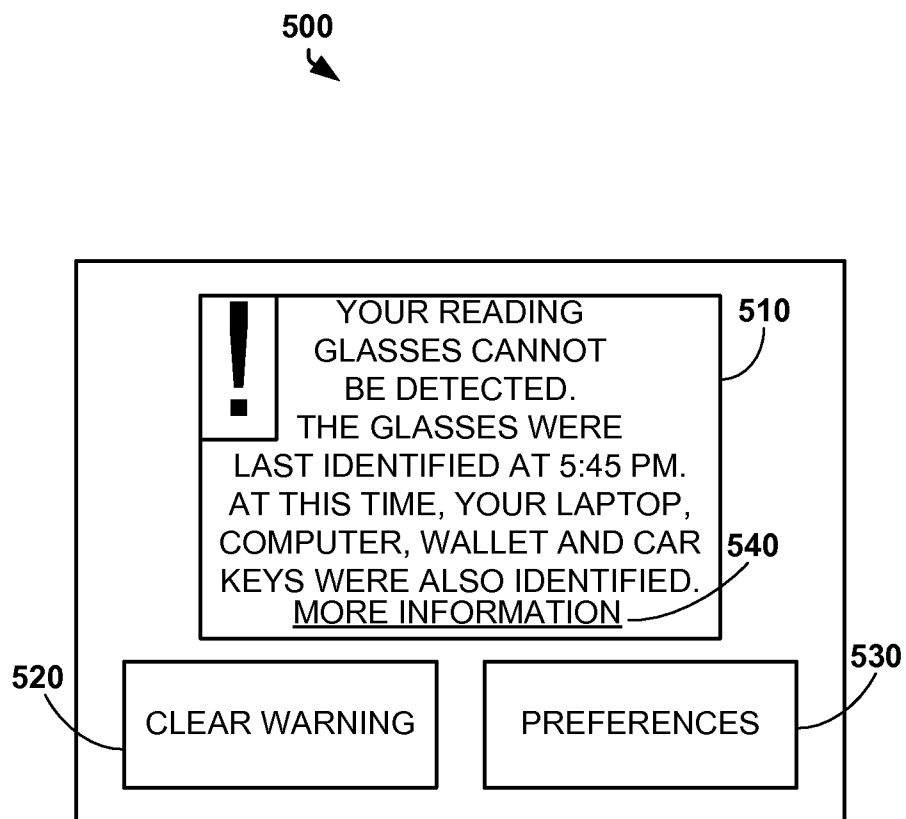 500
!
YOUR READING
GLASSES CANNOT
BE DETECTED.
THE GLASSES WERE
LAST IDENTIFIED AT 5:45 PM.
AT THIS TIME, YOUR LAPTOP,
COMPUTER, WALLET AND CAR
KEYS WERE ALSO IDENTIFIED.
MORE INFORMATION
510
540
520
CLEAR WARNING
PREFERENCES
530